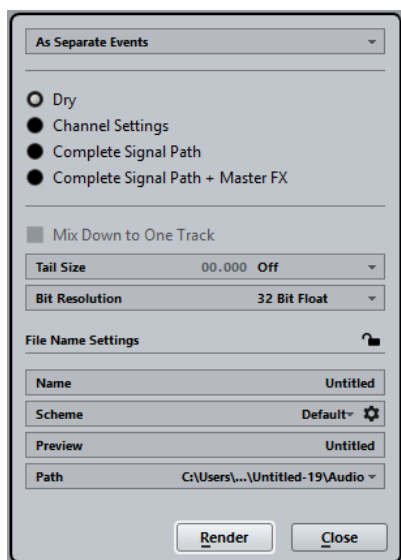 As Separate Events
Dry
Channel Settings
Complete Signal Path
Complete Signal Path + Master FX
Mix Down to One Track
Tail Size 00.000 Off
Bit Resolution 32 Bit Float
File Name Settings
Name Untitled
Scheme Default
Preview Untitled
Path C:\Users\...\Untitled-19\Audio
Render Close